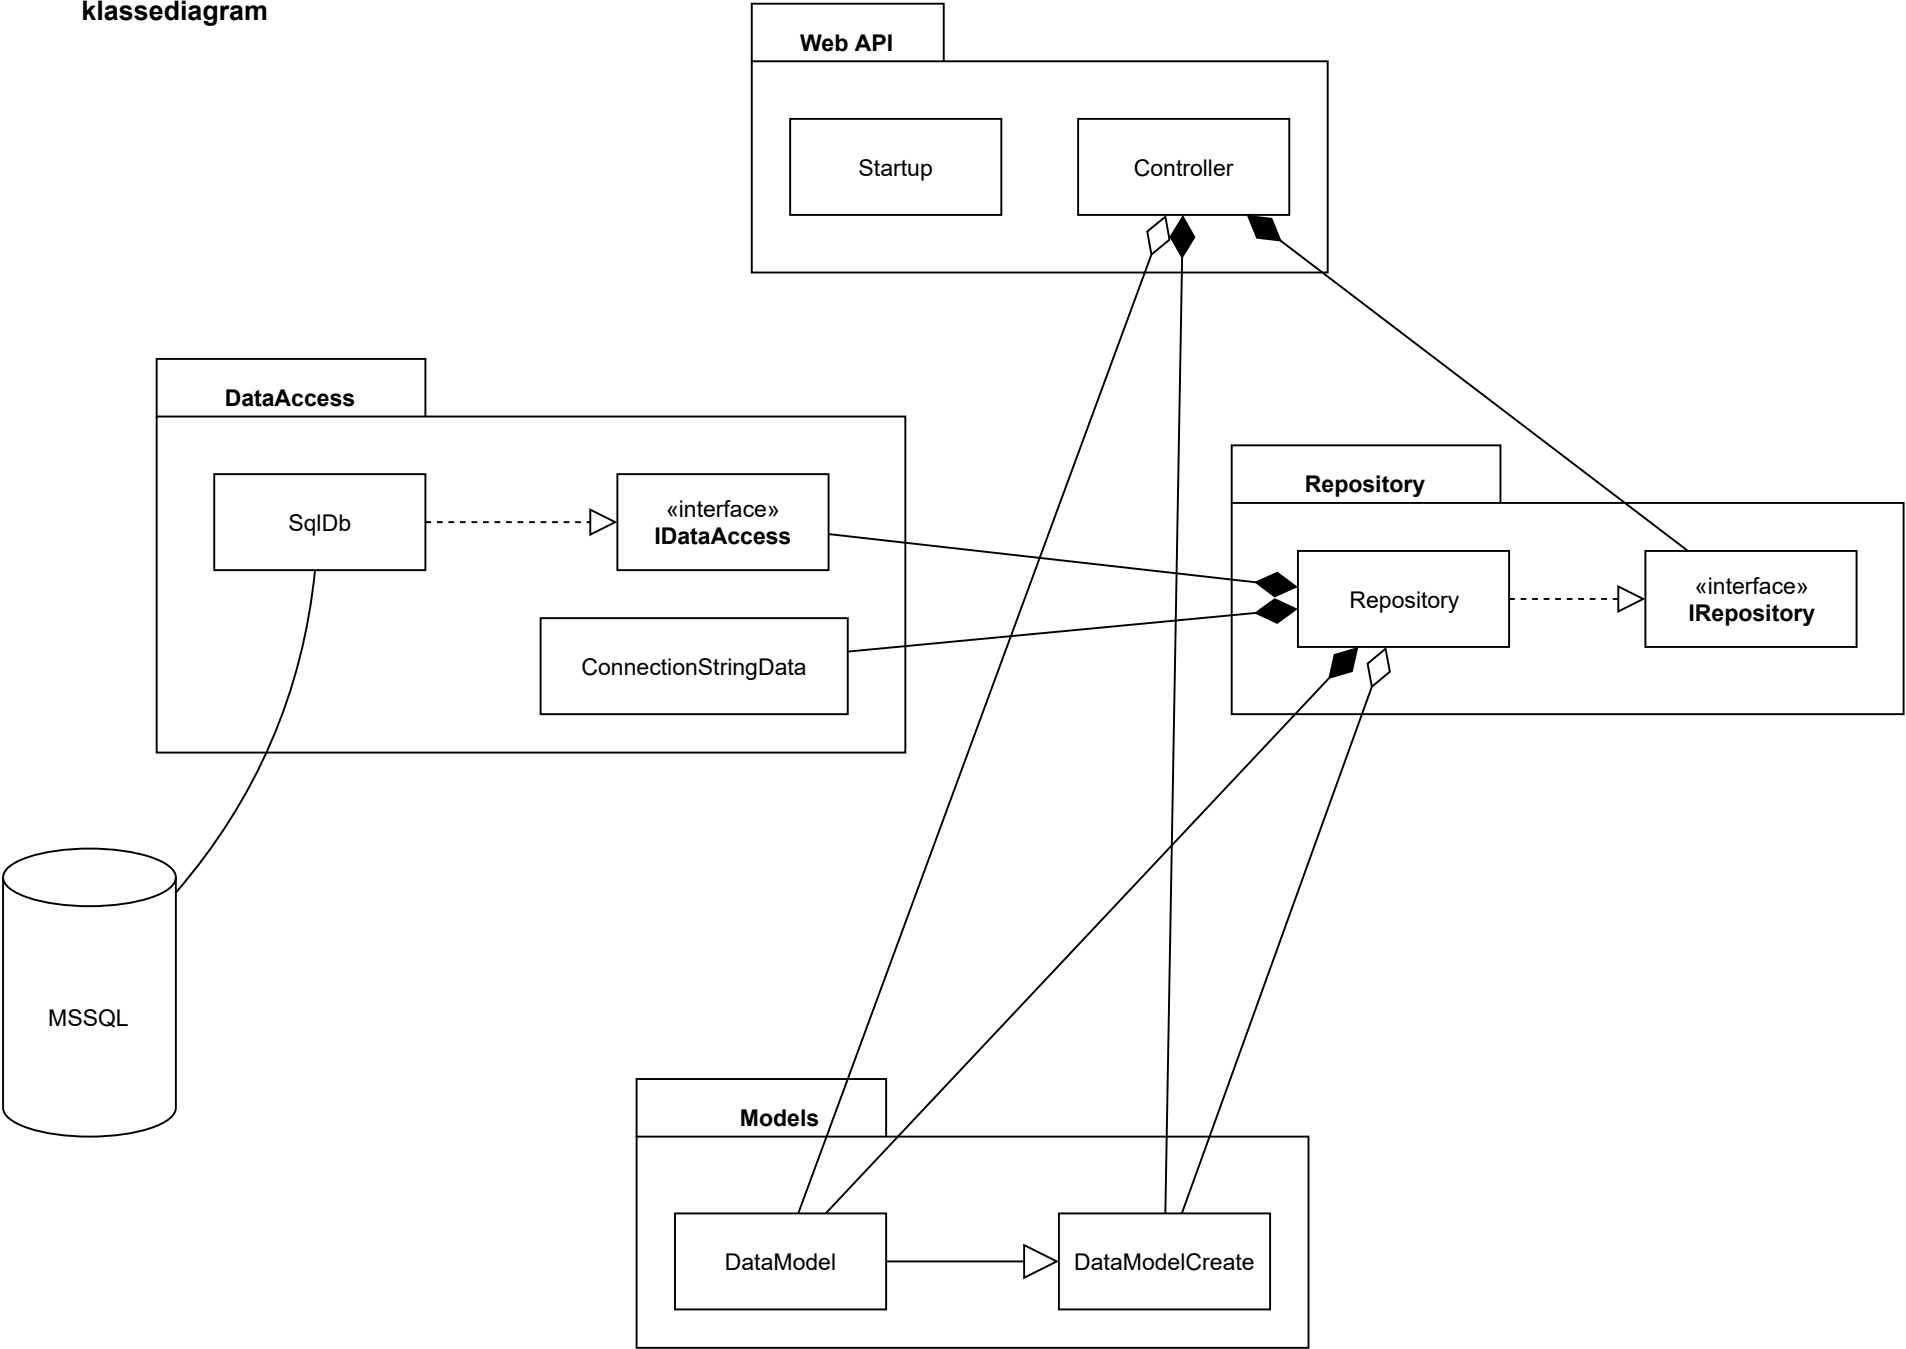 klassediagram
Web API
Startup
Controller
DataAccess
SqlDb
«interface»
IDataAccess
ConnectionStringData
Repository
Repository
«interface»
IRepository
MSSQL
Models
DataModel
DataModelCreate